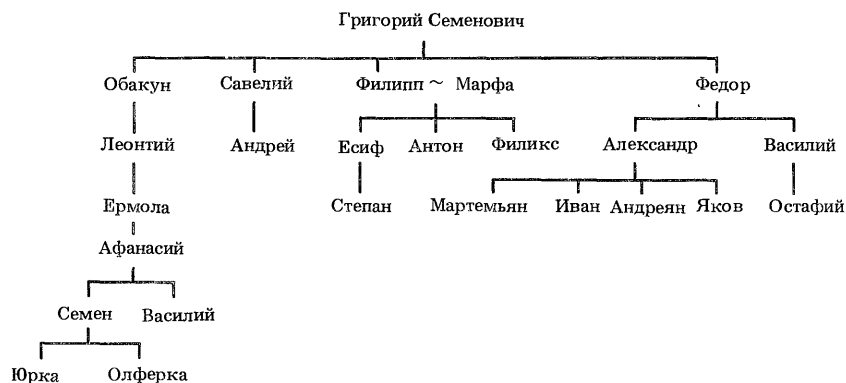 Григорий Семенович
Обакун Савелий Филипп ~ Марфа Федор
Леонтий Андрей Есиф Антон Филикс Александр Василий
Ермола Степан Мартемьян Иван Андреян Яков Остафий
Афанасий
Семен Василий
Юрка Олферка